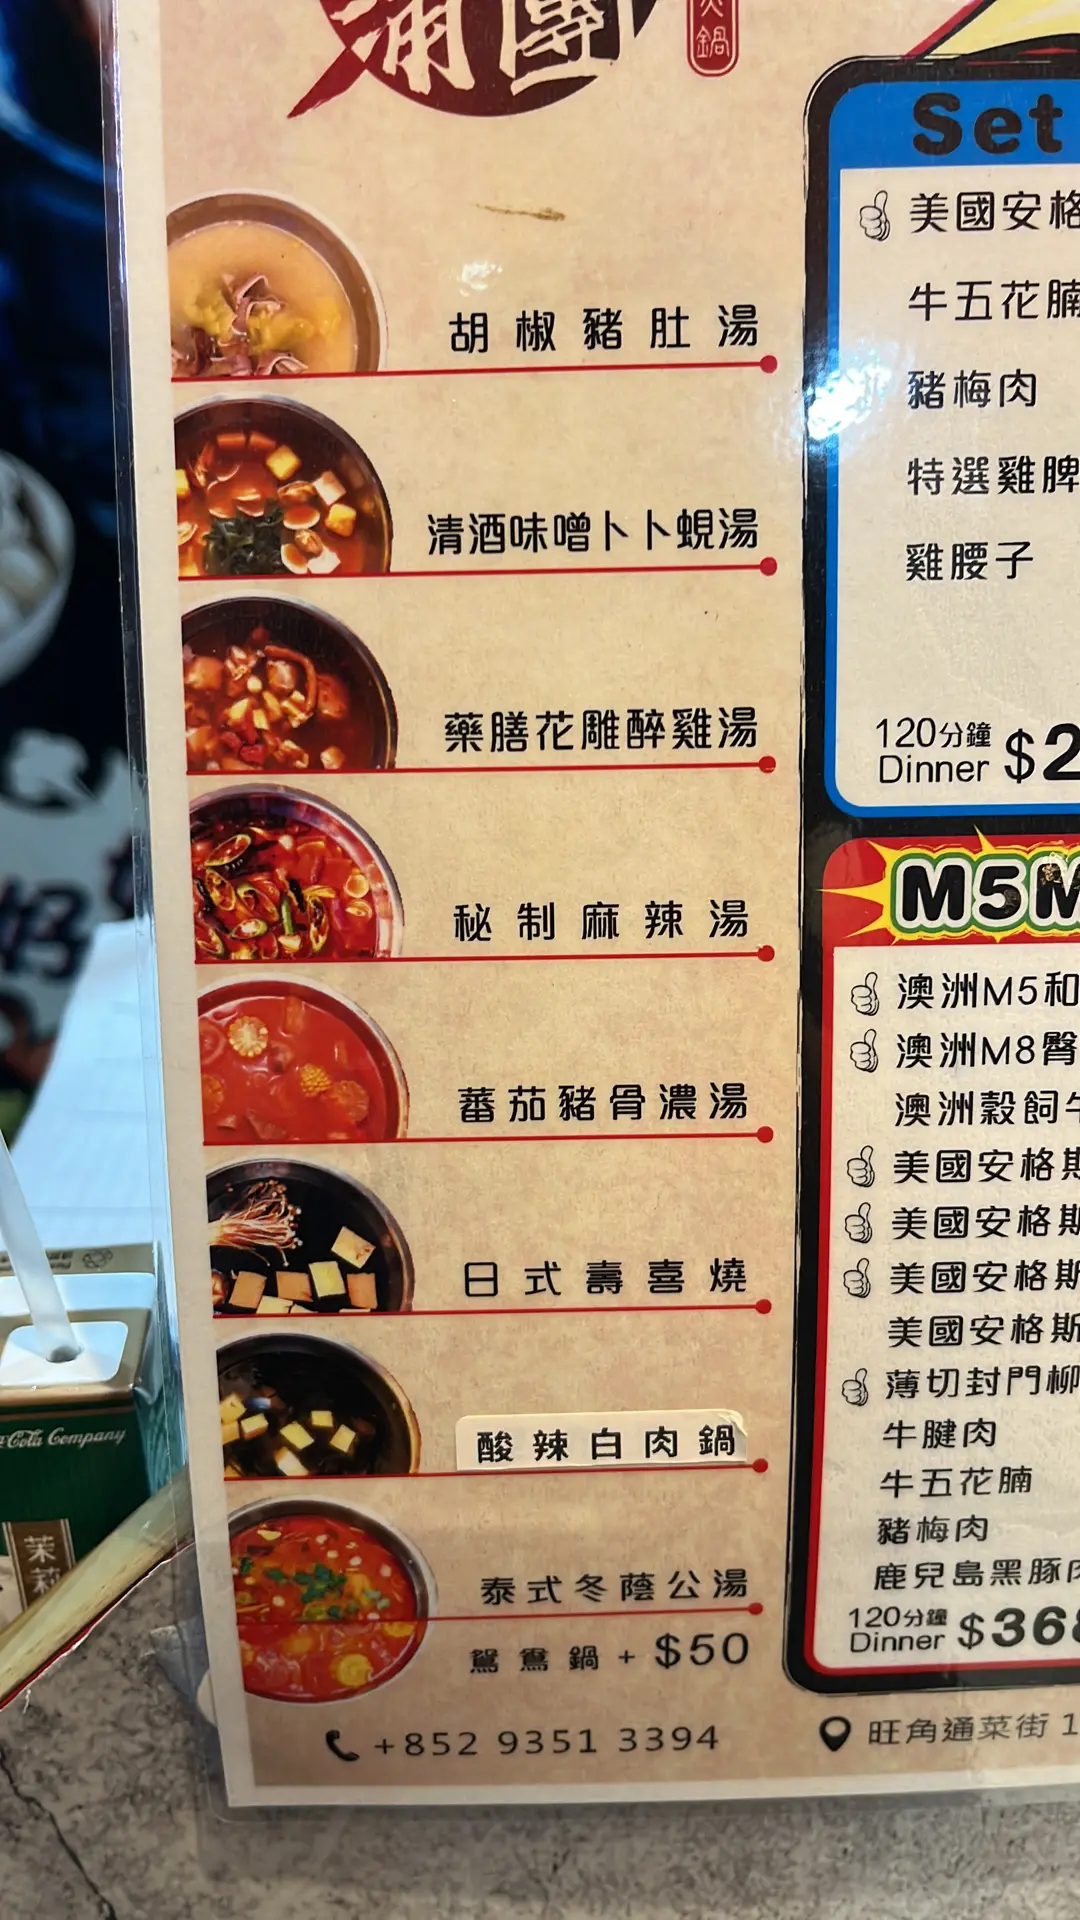 滿團
火鍋
胡椒豬肚湯
清酒味噌卜卜蜆湯
藥膳花雕醉雞湯
秘制麻辣湯
蕃茄豬骨濃湯
日式壽喜燒
酸辣白肉鍋
泰式冬蔭公湯
鴛鴦鍋 + $50
+852 9351 3394
Set
美國安格
牛五花腩
豬梅肉
特選雞脾
雞腰子
120分鐘
Dinner $2
M5M
澳洲M5和
澳洲M8臀
澳洲穀飼牛
美國安格斯
美國安格斯
美國安格斯
美國安格斯
薄切封門柳
牛腱肉
牛五花腩
豬梅肉
鹿兒島黑豚肉
120分鐘
Dinner $368
旺角通菜街 1
Cola Company
茉莉
好